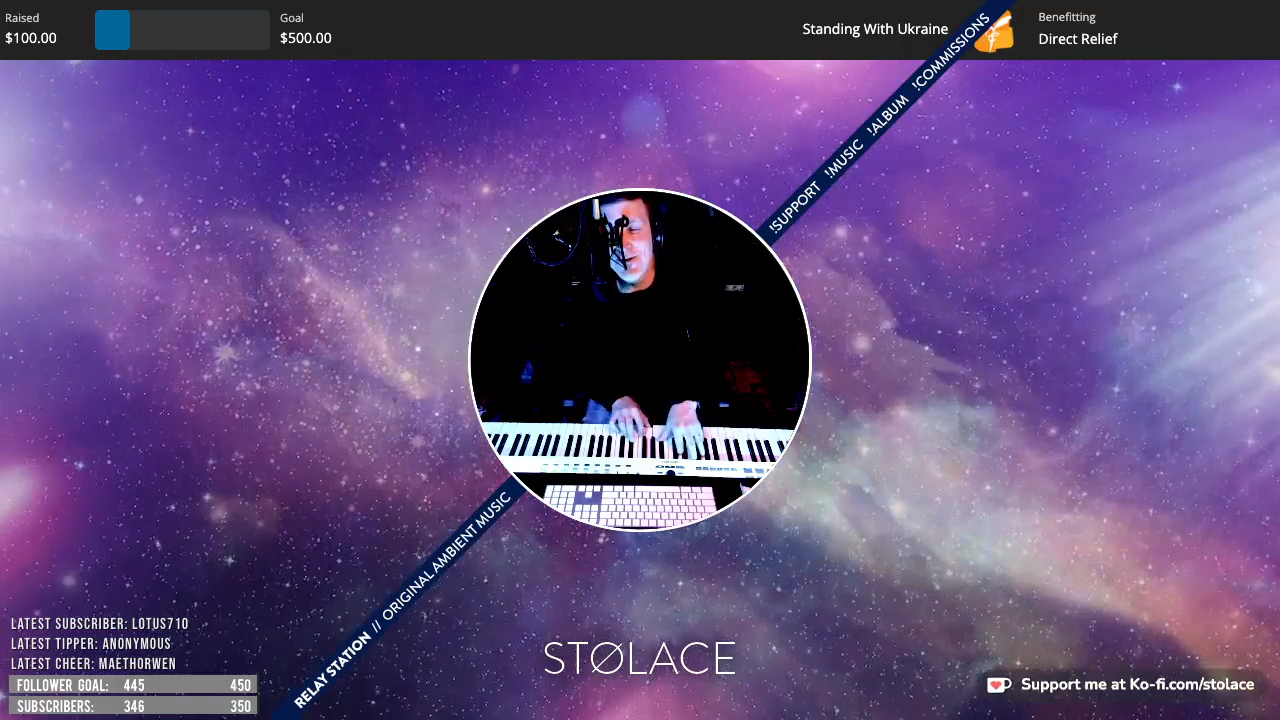 Raised
$100.00
Goal
$500.00
Standing With Ukraine
Benefitting
Direct Relief
!SUPPORT !MUSIC !ALBUM !COMMISSIONS
RELAY STATION // ORIGINAL AMBIENT MUSIC
STØLACE
LATEST SUBSCRIBER: LOTUS710
LATEST TIPPER: ANONYMOUS
LATEST CHEER: MAETHORWEN
FOLLOWER GOAL: 445 450
SUBSCRIBERS: 346 350
Support me at Ko-fi.com/stolace